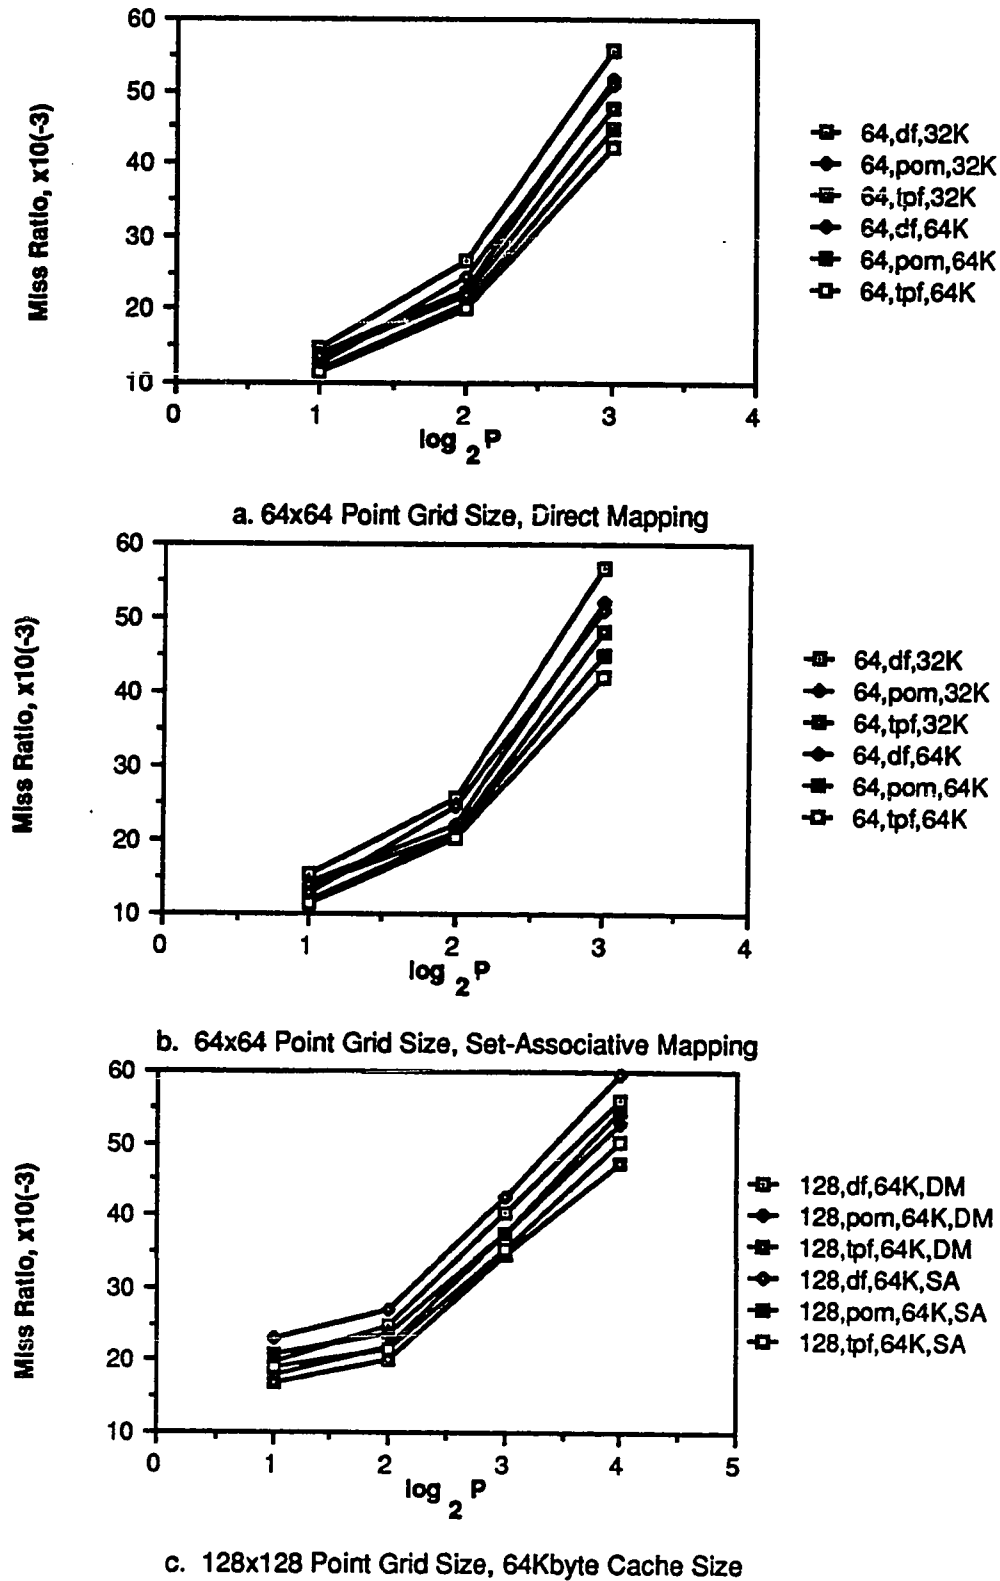 60
50
40
30
20
10
Miss Ratio, x10(-3)
0 1 2 3 4
log 2 P
64,df,32K
64,pom,32K
64,tpf,32K
64,df,64K
64,pom,64K
64,tpf,64K
a. 64x64 Point Grid Size, Direct Mapping
60
50
40
30
20
10
Miss Ratio, x10(-3)
0 1 2 3 4
log 2 P
64,df,32K
64,pom,32K
64,tpf,32K
64,df,64K
64,pom,64K
64,tpf,64K
b. 64x64 Point Grid Size, Set-Associative Mapping
60
50
40
30
20
10
Miss Ratio, x10(-3)
0 1 2 3 4 5
log 2 P
128,df,64K,DM
128,pom,64K,DM
128,tpf,64K,DM
128,df,64K,SA
128,pom,64K,SA
128,tpf,64K,SA
c. 128x128 Point Grid Size, 64Kbyte Cache Size